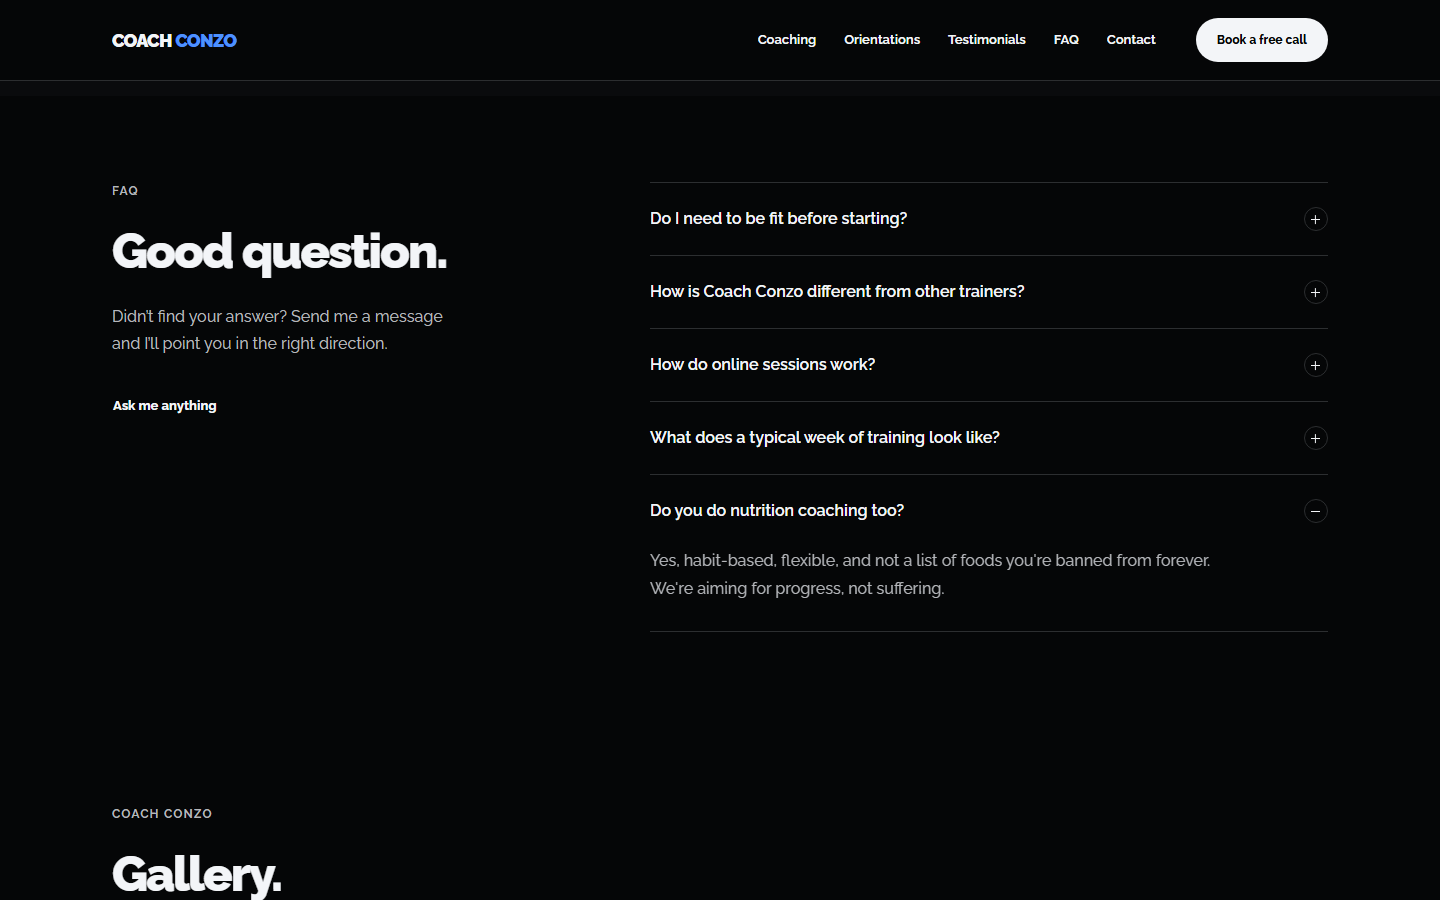 COACH CONZO
Coaching
Orientations
Testimonials
FAQ
Contact
Book a free call
FAQ
Good question.
Didn't find your answer? Send me a message
and I'll point you in the right direction.
Ask me anything
Do I need to be fit before starting?
How is Coach Conzo different from other trainers?
How do online sessions work?
What does a typical week of training look like?
Do you do nutrition coaching too?
Yes, habit-based, flexible, and not a list of foods you're banned from forever.
We're aiming for progress, not suffering.
COACH CONZO
Gallery.